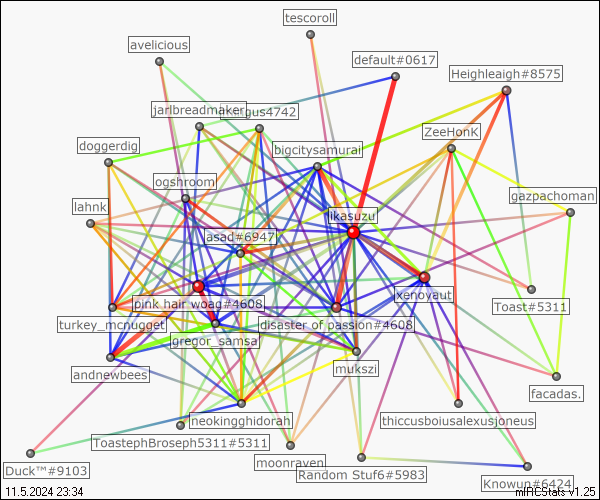 tescoroll
avelicious
default#0617
Heighleaigh#8575
jarlbreadmaker
gus4742
ZeeHonK
doggerdig
bigcitysamurai
ogshroom
gazpachoman
lahnk
likasuzu
asad#6947
xenovaut
pink hair woag#4608
Toast#5311
turkey_mcnugget
disaster of passion#4608
gregor_samsa
mukszi
andnewbees
facadas.
neokingghidorah
thiccusboiusalexusjoneus
ToastephBroseph5311#5311
moonraven
Duck™#9103
Random Stuf6#5983
Knowun#6424
11.5.2024 23:34
mIRCStats v1.25